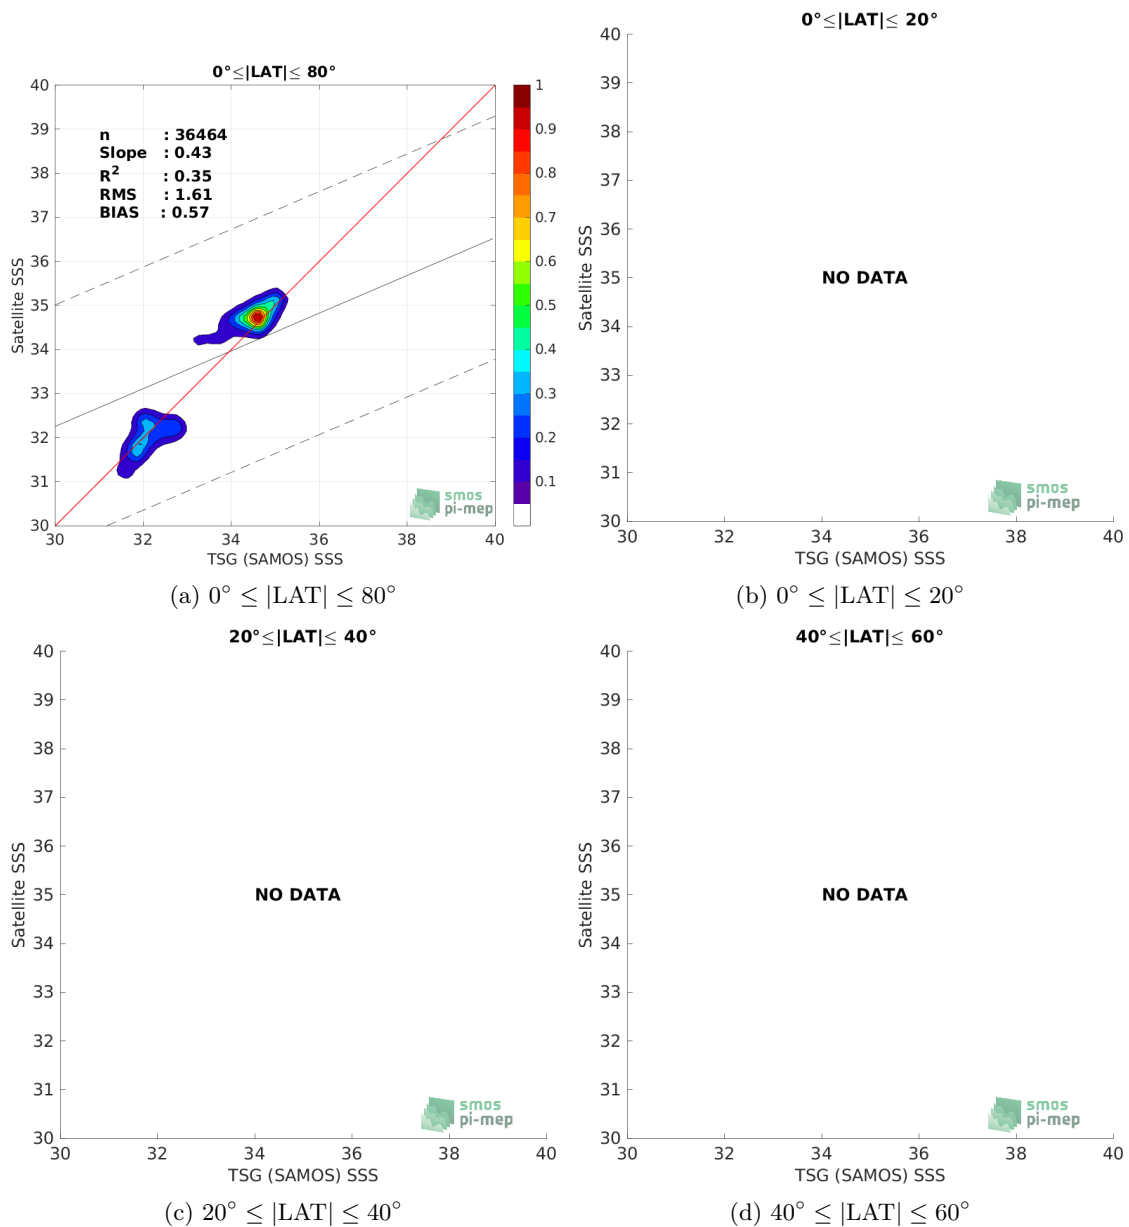 0°≤|LAT|≤ 80°
n : 36464
Slope : 0.43
R² : 0.35
RMS : 1.61
BIAS : 0.57
40
39
38
37
36
35
34
33
32
31
30
Satellite SSS
30 32 34 36 38 40
TSG (SAMOS) SSS
1
0.9
0.8
0.7
0.6
0.5
0.4
0.3
0.2
0.1
smos
pi-mep
(a) 0° ≤ |LAT| ≤ 80°
0°≤|LAT|≤ 20°
40
39
38
37
36
35
34
33
32
31
30
Satellite SSS
NO DATA
smos
pi-mep
30 32 34 36 38 40
TSG (SAMOS) SSS
(b) 0° ≤ |LAT| ≤ 20°
20°≤|LAT|≤ 40°
40
39
38
37
36
35
34
33
32
31
30
Satellite SSS
NO DATA
smos
pi-mep
30 32 34 36 38 40
TSG (SAMOS) SSS
(c) 20° ≤ |LAT| ≤ 40°
40°≤|LAT|≤ 60°
40
39
38
37
36
35
34
33
32
31
30
Satellite SSS
NO DATA
smos
pi-mep
30 32 34 36 38 40
TSG (SAMOS) SSS
(d) 40° ≤ |LAT| ≤ 60°